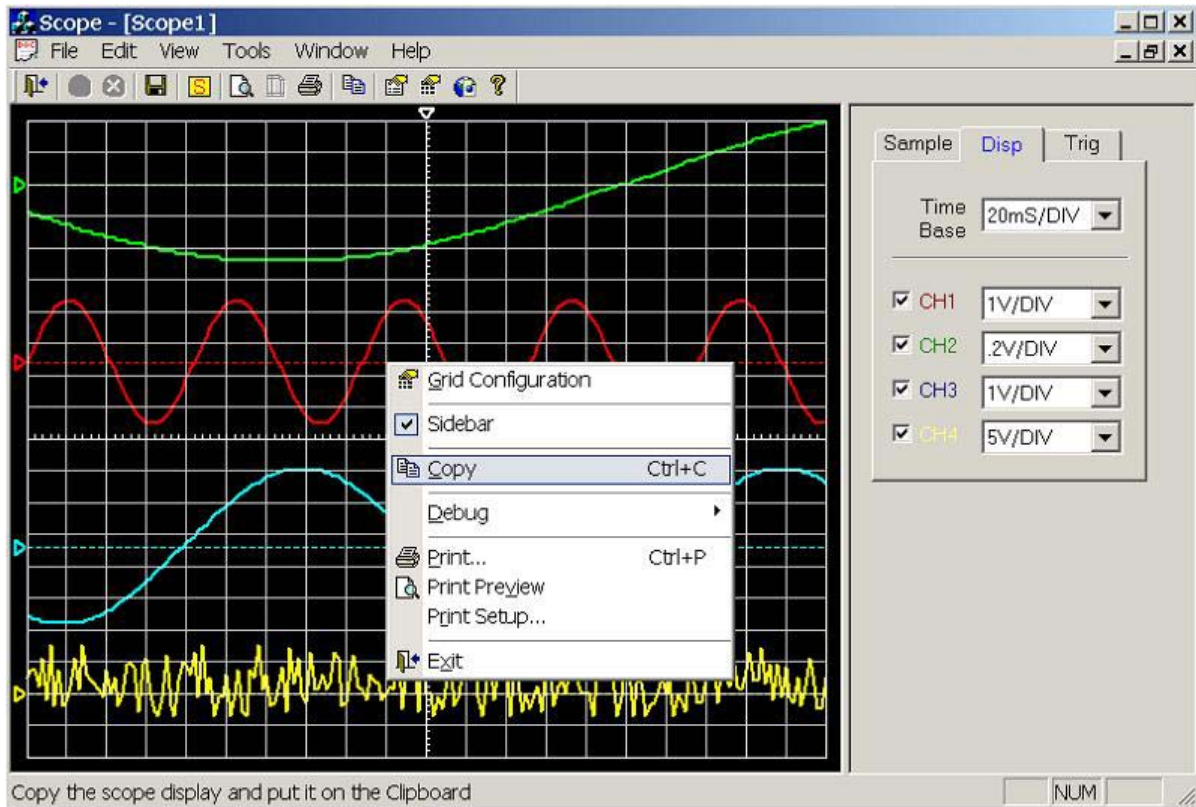 Scope - [Scope1]
File Edit View Tools Window Help
Sample Disp Trig
Time Base 20mS/DIV
CH1 1V/DIV
CH2 .2V/DIV
CH3 1V/DIV
CH4 5V/DIV
Grid Configuration
Sidebar
Copy Ctrl+C
Debug
Print... Ctrl+P
Print Preview
Print Setup...
Exit
Copy the scope display and put it on the Clipboard
NUM